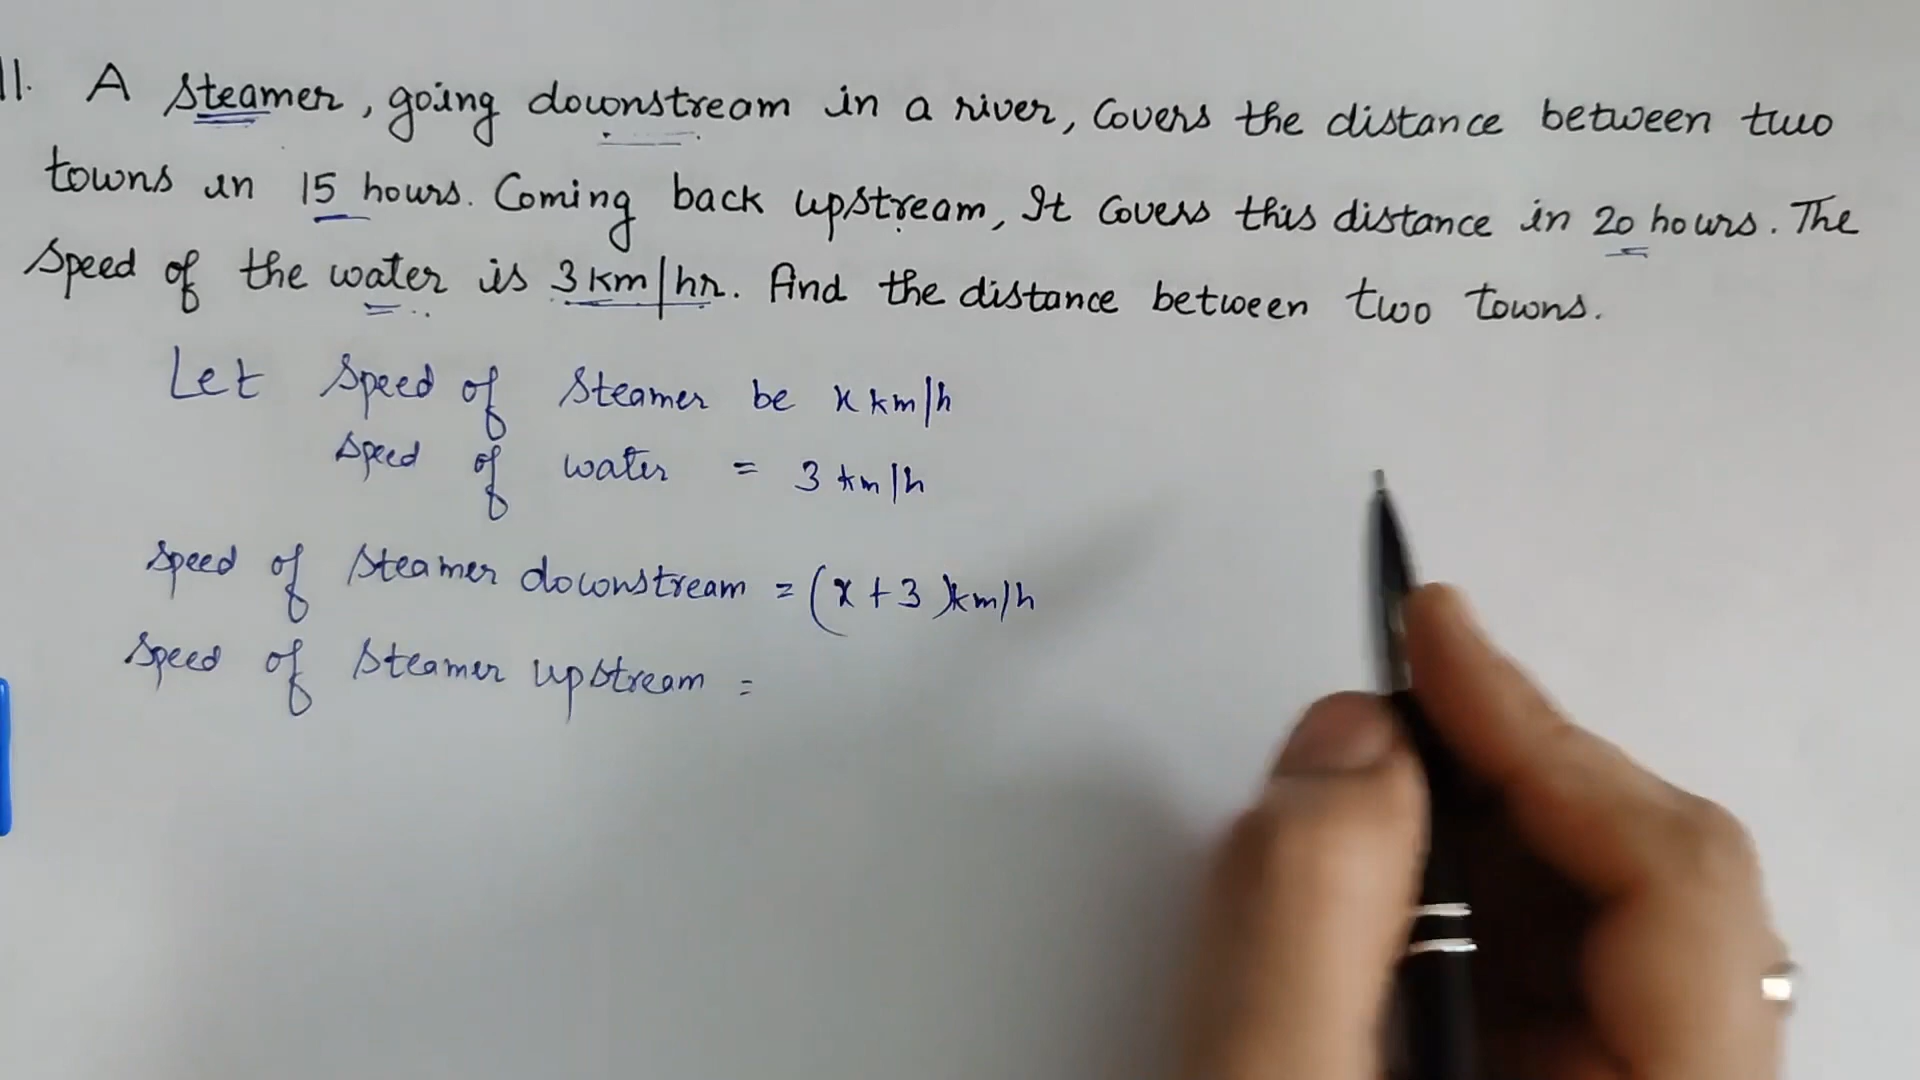 11. A steamer, going downstream in a river, Covers the distance between two
towns in 15 hours. Coming back upstream, It Covers this distance in 20 hours. The
Speed of the water is 3 km/hr. Find the distance between two towns.
Let Speed of Steamer be x km/h
Speed of water = 3 km/h
Speed of Steamer downstream = (x + 3) km/h
Speed of Steamer upstream =